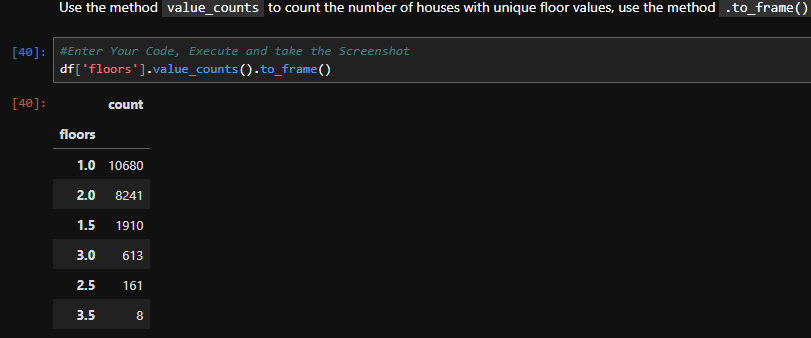 Use the method value_counts to count the number of houses with unique floor values, use the method .to_frame()
[40]: #Enter Your Code, Execute and take the Screenshot
df['floors'].value_counts().to_frame()
[40]: count
floors
1.0 10680
2.0 8241
1.5 1910
3.0 613
2.5 161
3.5 8